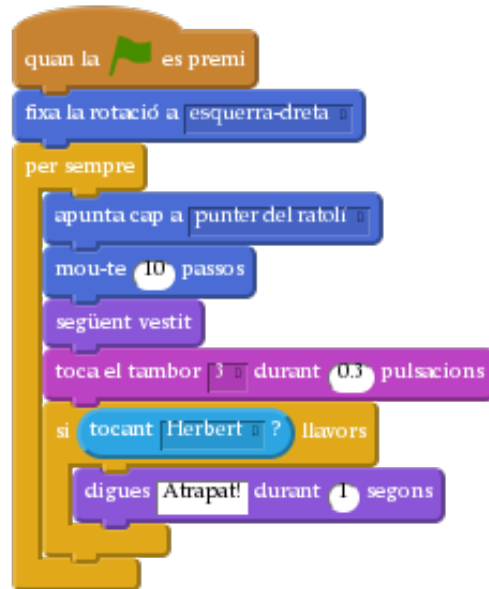 quan la es premi
fixa la rotació a esquerra-dreta
per sempre
apunta cap a punter del ratolí
mou-te 10 passos
següent vestit
toca el tambor 3 durant 0.3 pulsacions
si tocant Herbert ? llavors
digues Atrapat! durant 1 segons